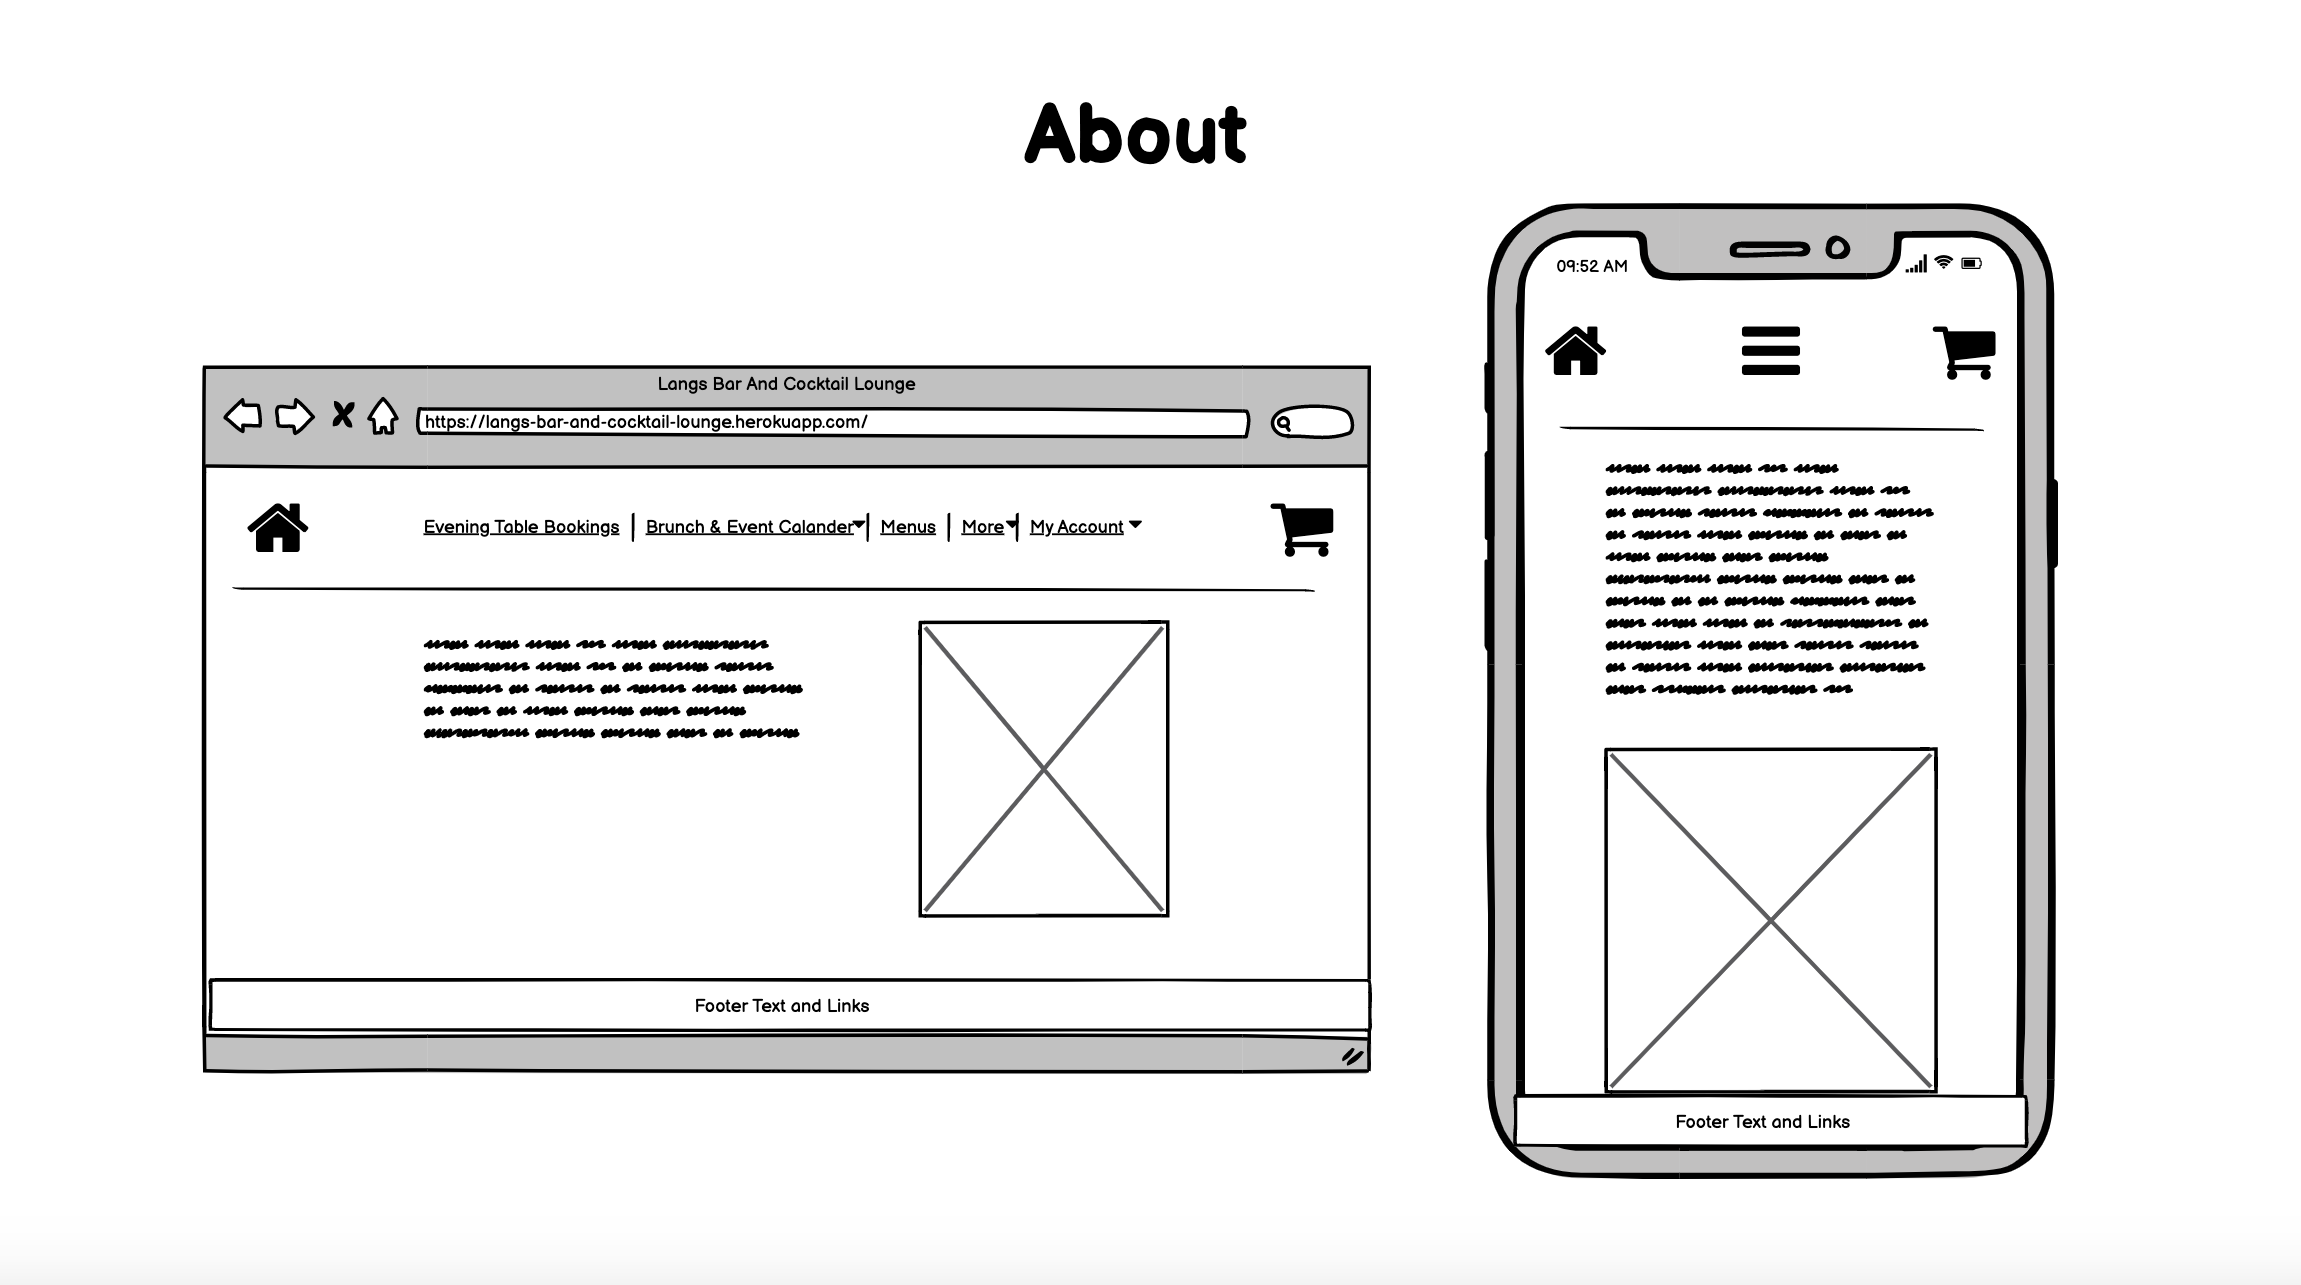 About
Langs Bar And Cocktail Lounge
https://langs-bar-and-cocktail-lounge.herokuapp.com/
Evening Table Bookings | Brunch & Event Calander | Menus | More | My Account
Footer Text and Links
09:52 AM
Footer Text and Links